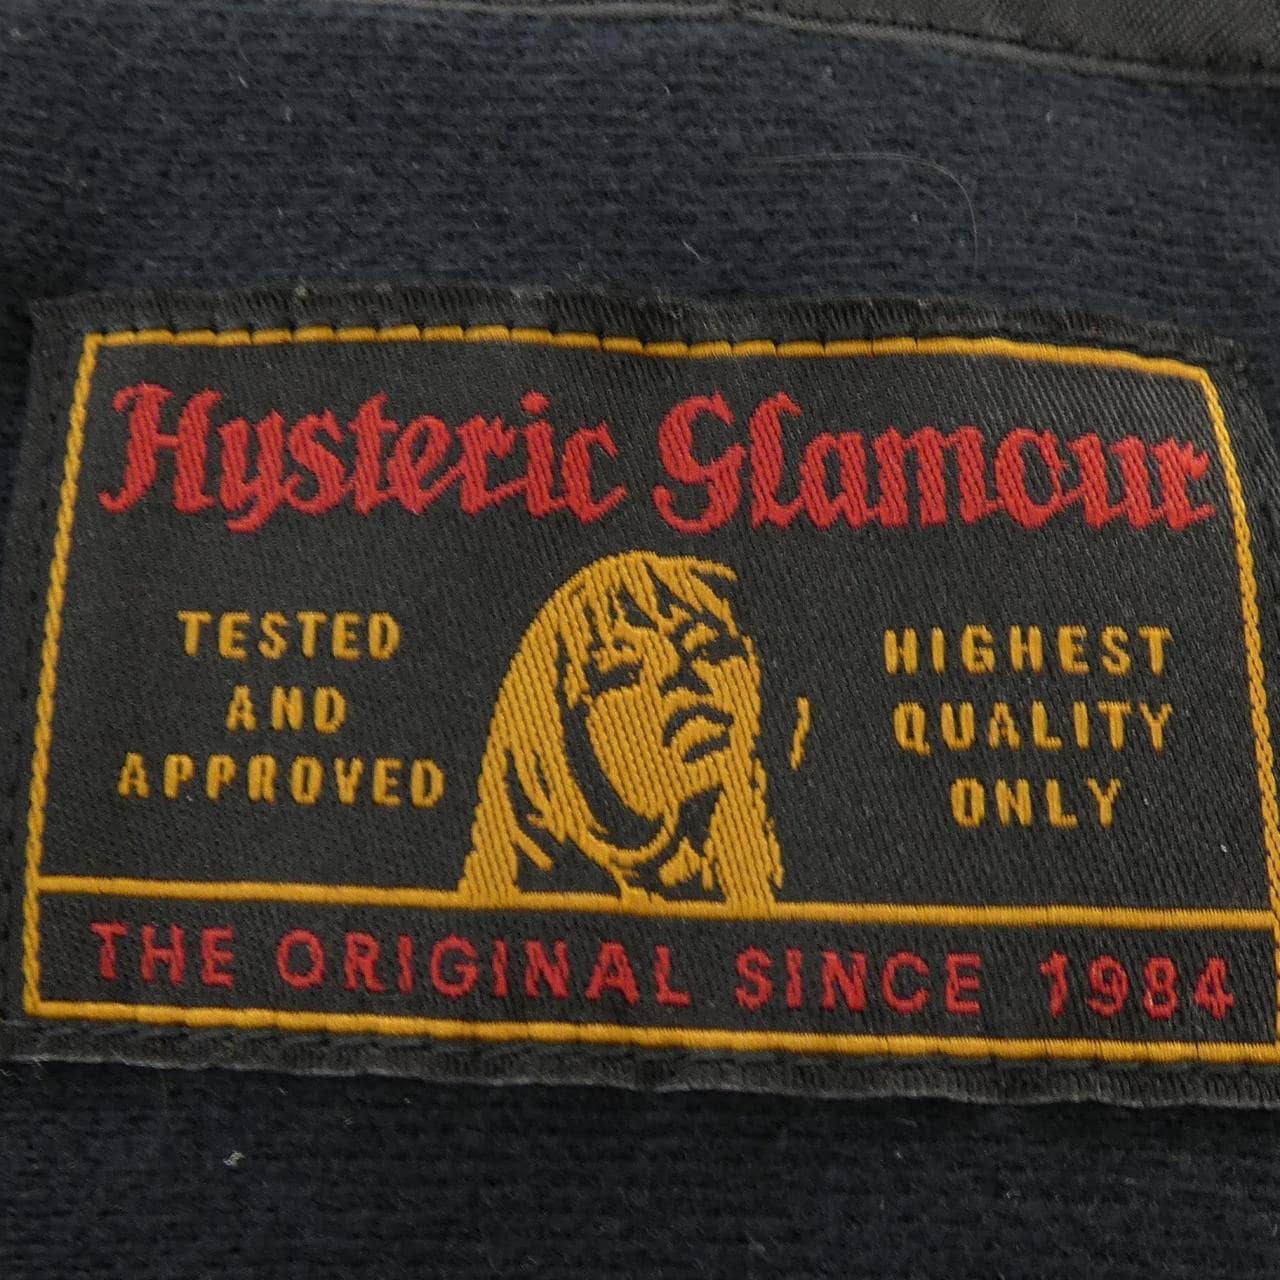 Hysteric Glamour
TESTED
AND
APPROVED
HIGHEST
QUALITY
ONLY
THE ORIGINAL SINCE 1984